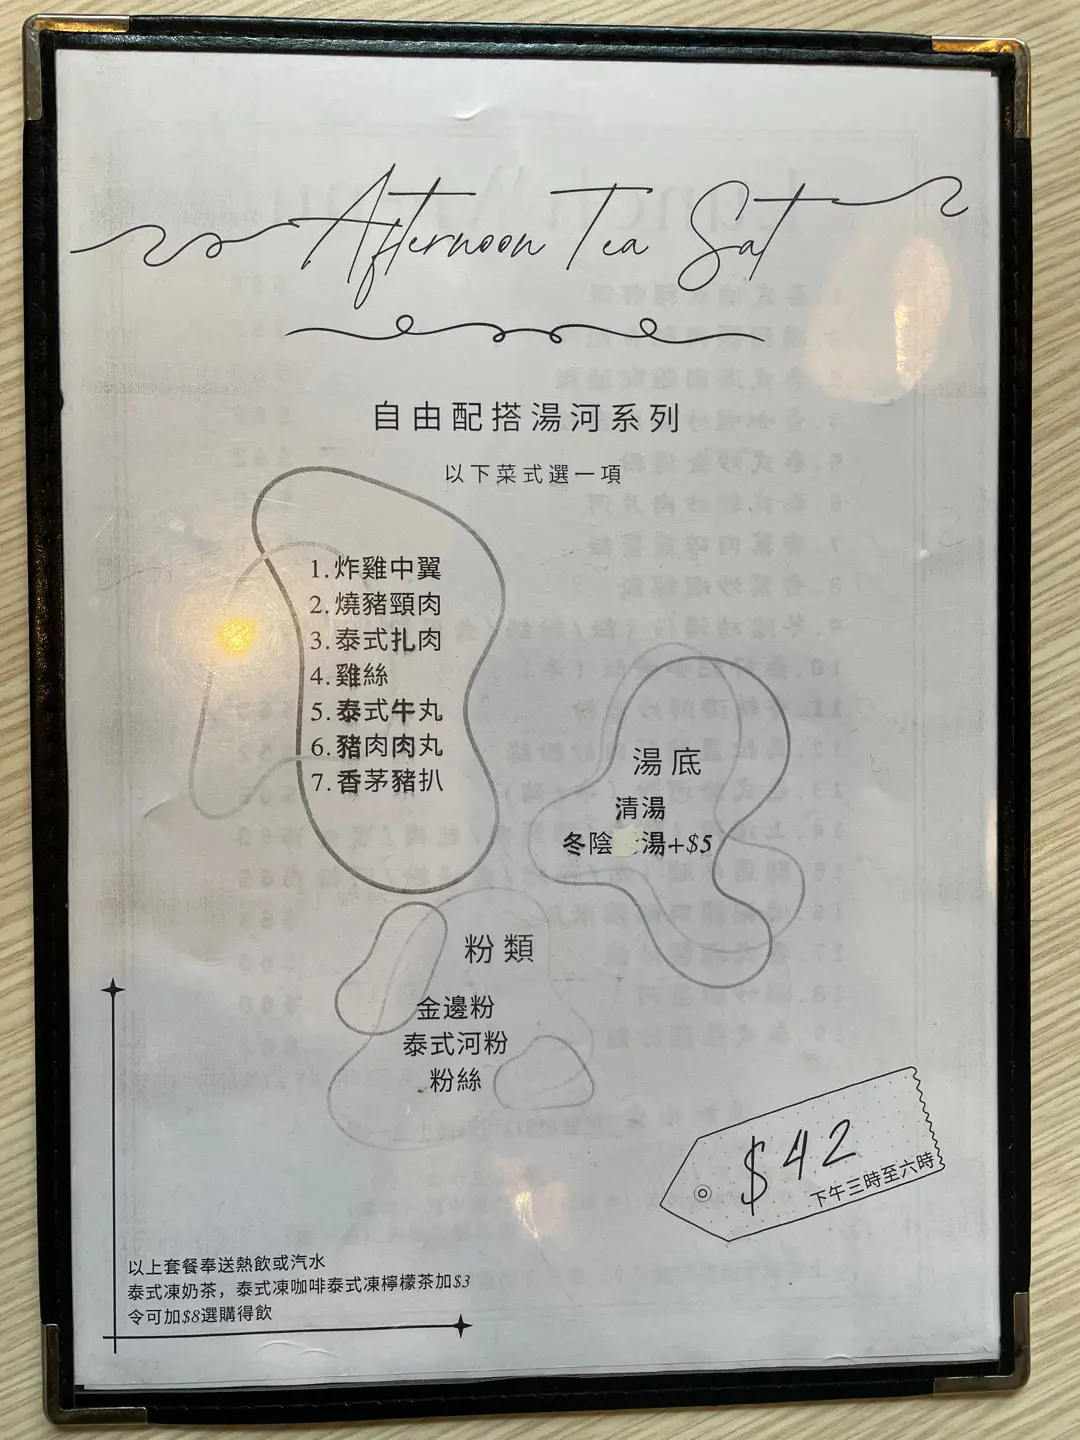 Afternoon Tea Sat
自由配搭湯河系列
以下菜式選一項
1.炸雞中翼
2.燒豬頸肉
3.泰式扎肉
4.雞絲
5.泰式牛丸
6.豬肉肉丸
7.香茅豬扒
湯底
清湯
冬陰 湯+$5
粉類
金邊粉
泰式河粉
粉絲
$42
下午三時至六時
以上套餐奉送熱飲或汽水
泰式凍奶茶，泰式凍咖啡泰式凍檸檬茶加$3
令可加$8選購得飲